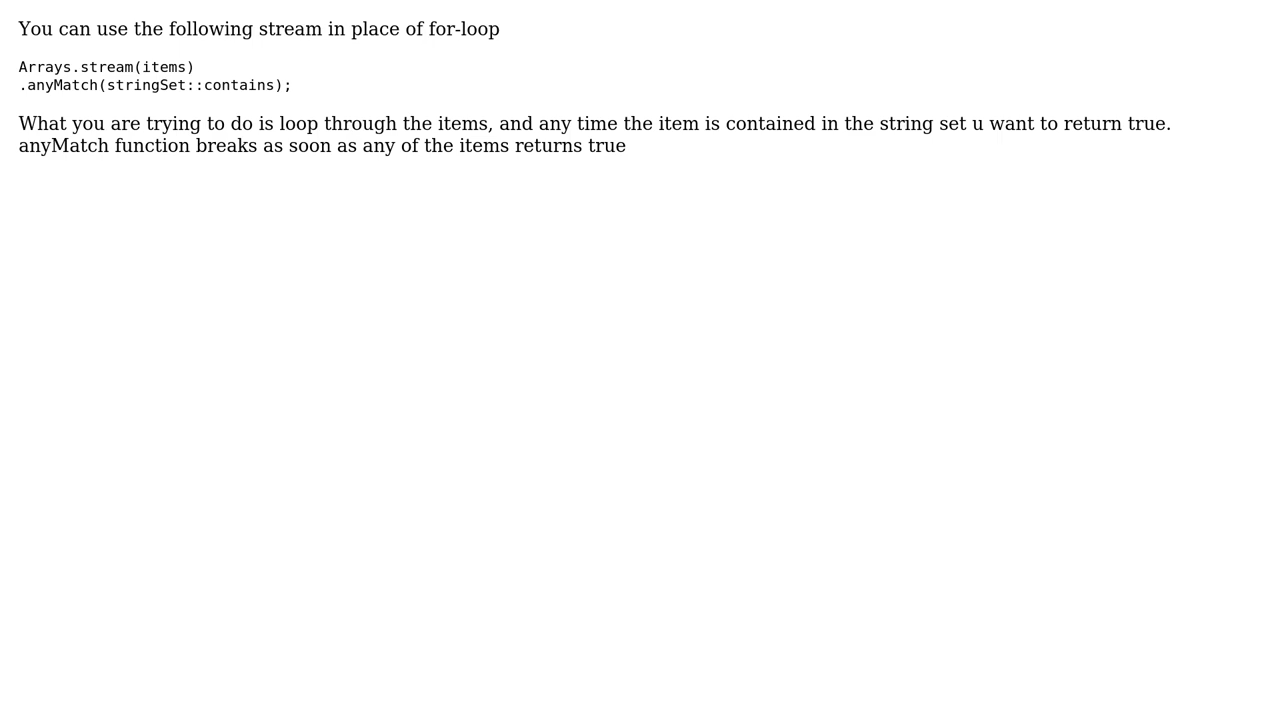 You can use the following stream in place of for-loop
Arrays.stream(items)
.anyMatch(stringSet::contains);
What you are trying to do is loop through the items, and any time the item is contained in the string set u want to return true.
anyMatch function breaks as soon as any of the items returns true